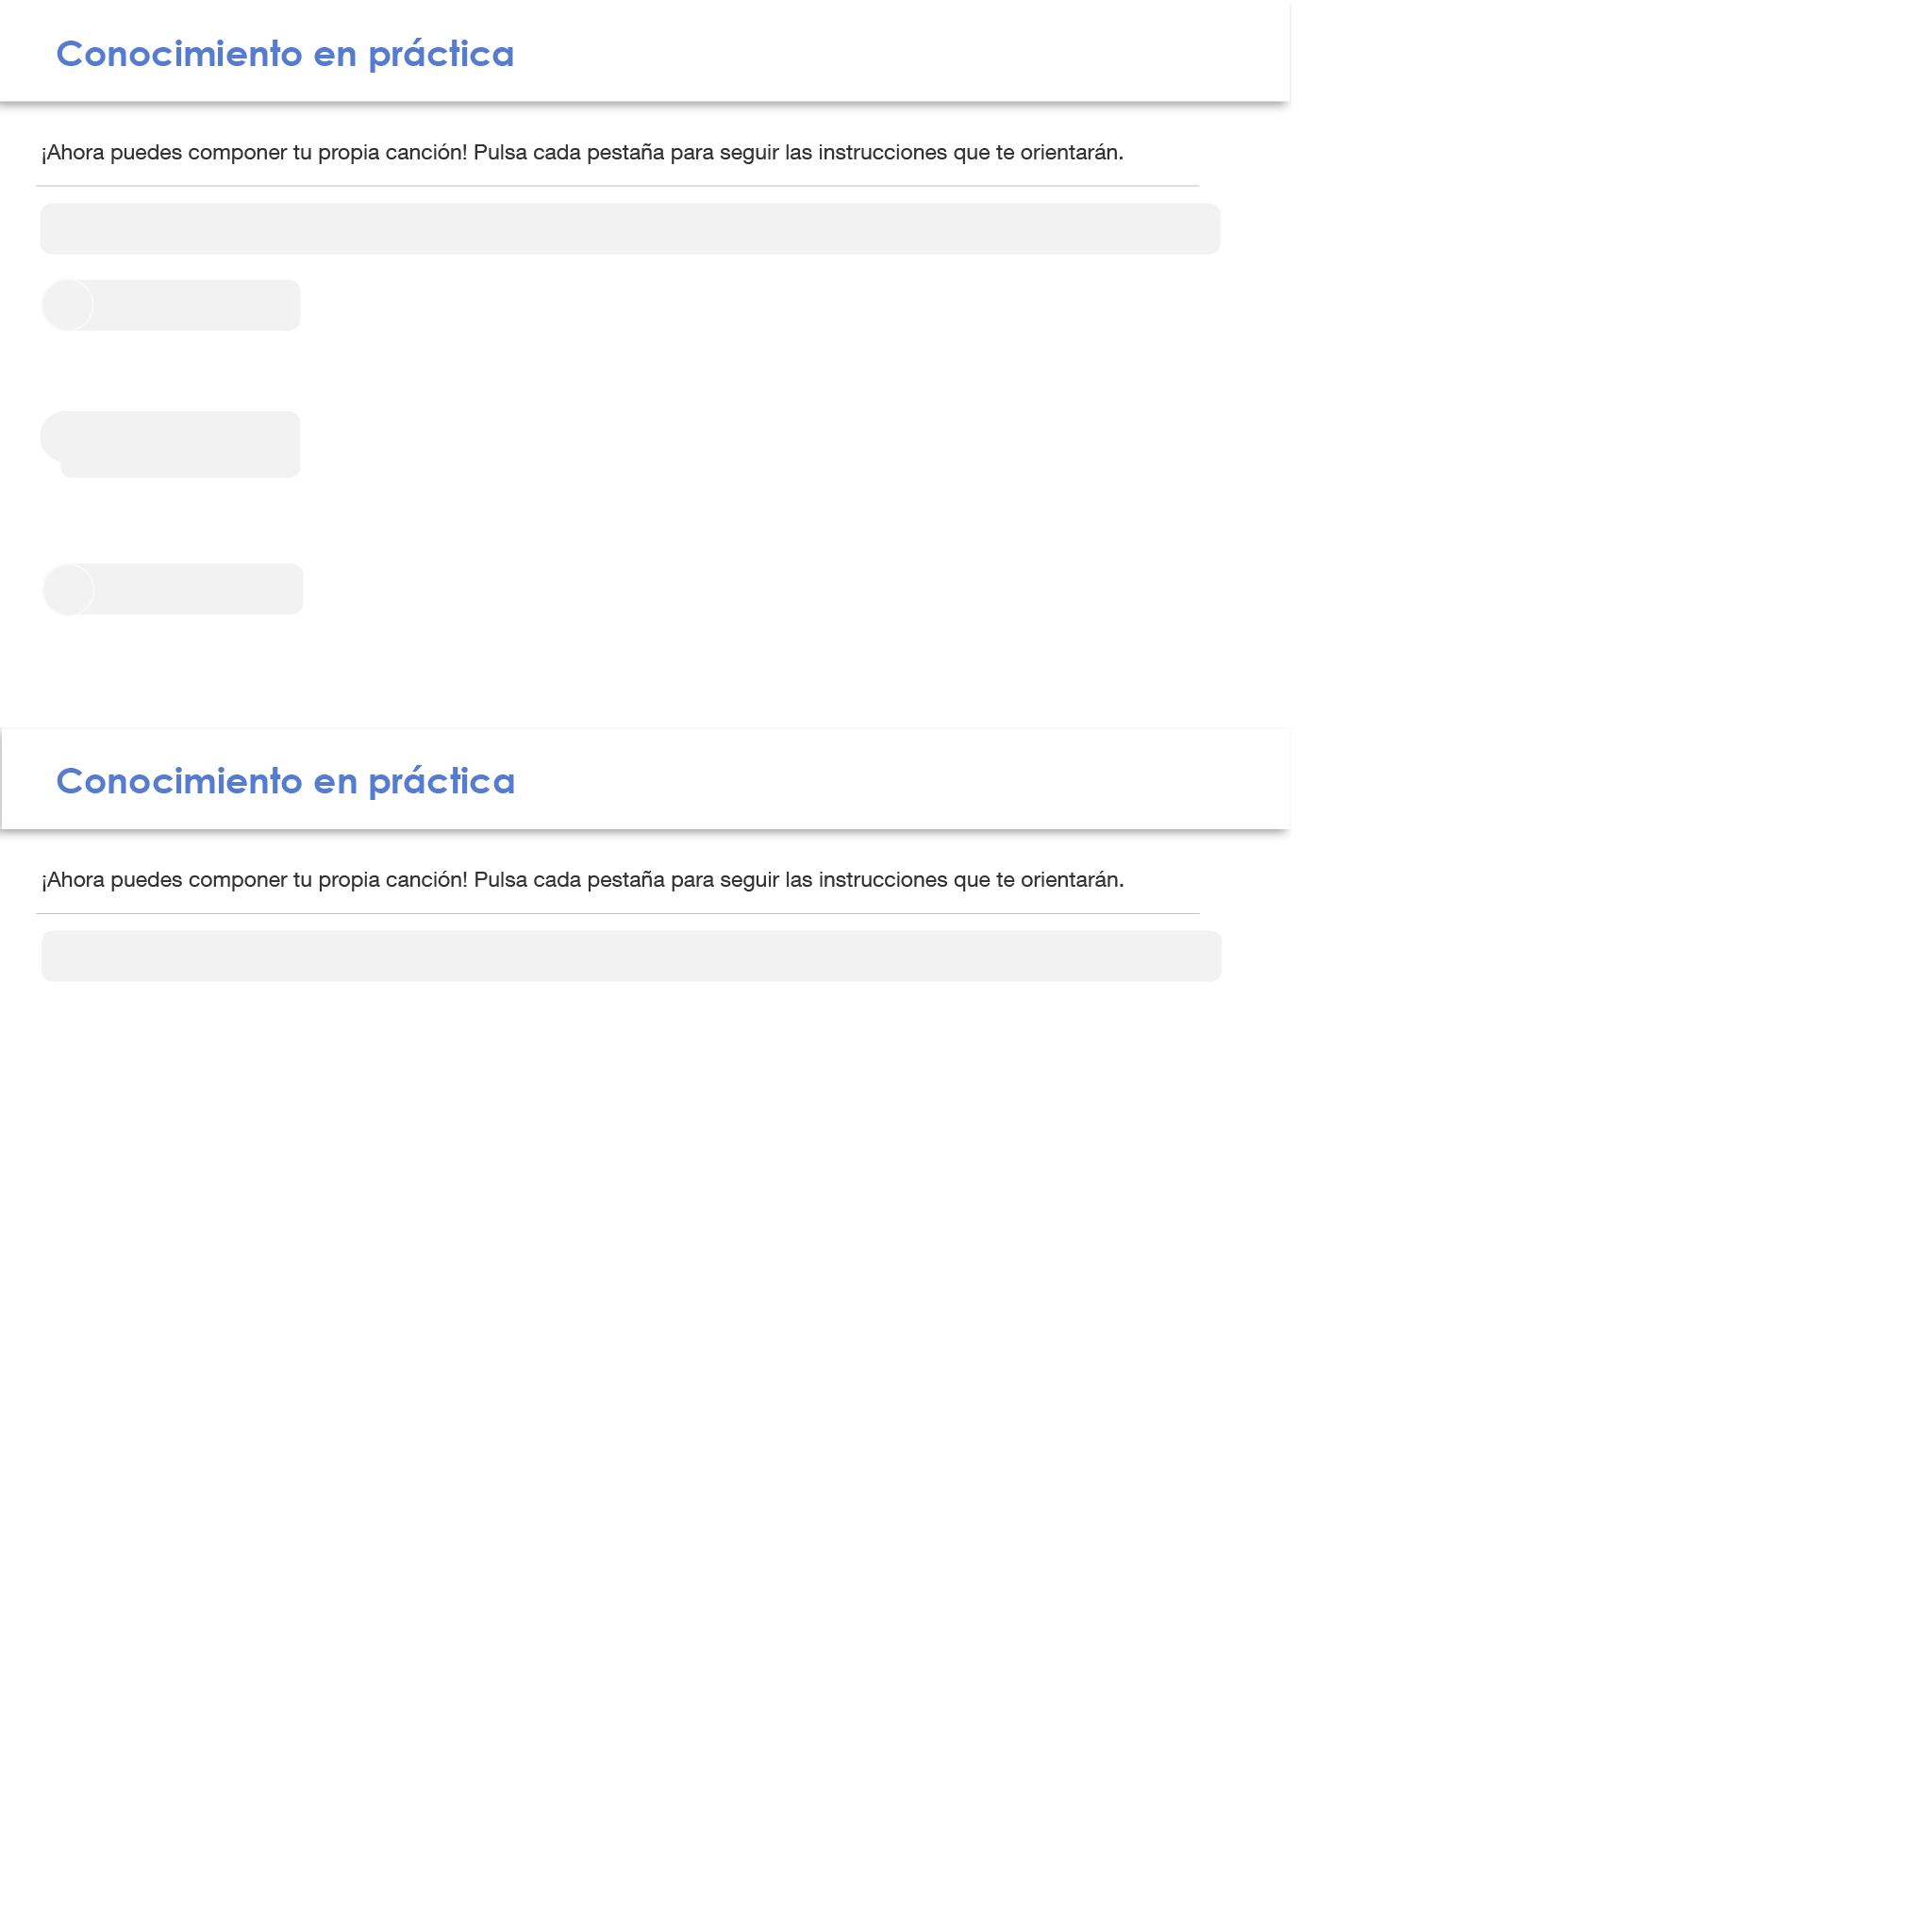 Conocimiento en práctica
¡Ahora puedes componer tu propia canción! Pulsa cada pestaña para seguir las instrucciones que te orientarán.
Conocimiento en práctica
¡Ahora puedes componer tu propia canción! Pulsa cada pestaña para seguir las instrucciones que te orientarán.